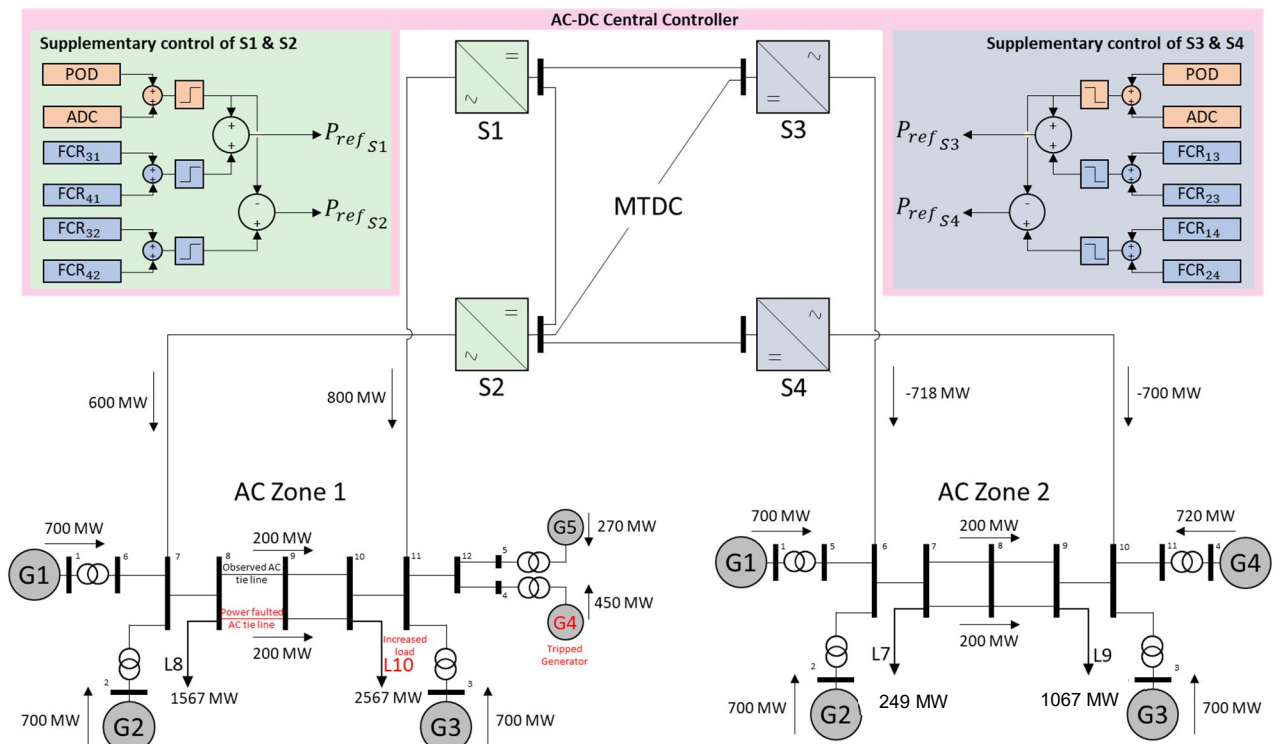 AC-DC Central Controller
Supplementary control of S1 & S2
POD
ADC
FCR31
FCR41
FCR32
FCR42
+
+
+
+
+
+
+
+
-
+
Pref S1
Pref S2
S1
S2
S3
S4
=
~
=
~
~
=
~
=
MTDC
Supplementary control of S3 & S4
POD
ADC
FCR13
FCR23
FCR14
FCR24
+
+
+
+
+
+
+
+
-
+
Pref S3
Pref S4
600 MW
800 MW
-718 MW
-700 MW
AC Zone 1
700 MW
G1
1
6
7
8
200 MW
9
10
11
12
5
4
G5
270 MW
450 MW
G4
Tripped
Generator
Observed AC
tie line
Power faulted
AC tie line
200 MW
Increased
load
L10
L8
1567 MW
2567 MW
2
3
700 MW
G2
G3
700 MW
AC Zone 2
700 MW
G1
1
5
6
7
200 MW
8
9
10
11
4
720 MW
G4
200 MW
L7
L9
249 MW
1067 MW
2
3
700 MW
G2
G3
700 MW